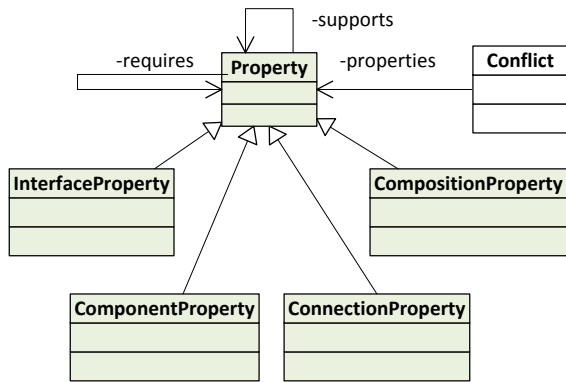 -supports
-requires
Property
-properties
Conflict
InterfaceProperty
CompositionProperty
ComponentProperty
ConnectionProperty